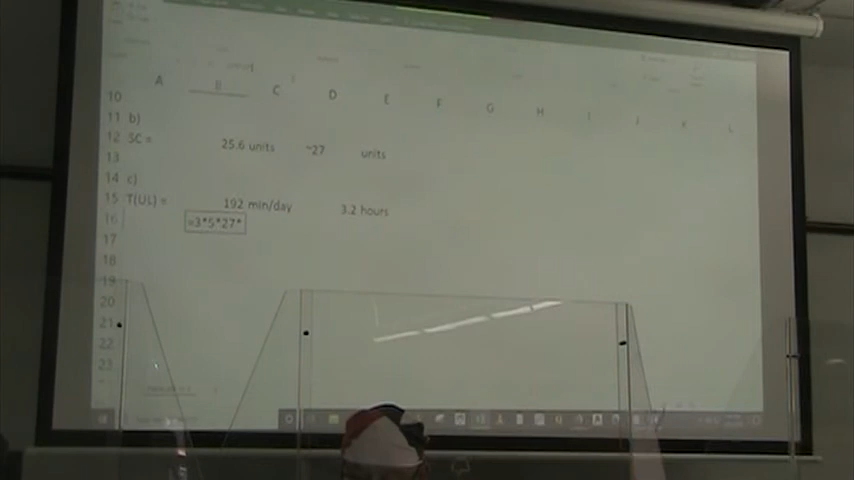 A B C D E F G H I J K L
10
11 b)
12 SC = 25.6 units ~27 units
13
14 c)
15 T(UL) = 192 min/day 3.2 hours
16 =3*5*27*
17
18
19
20
21
22
23